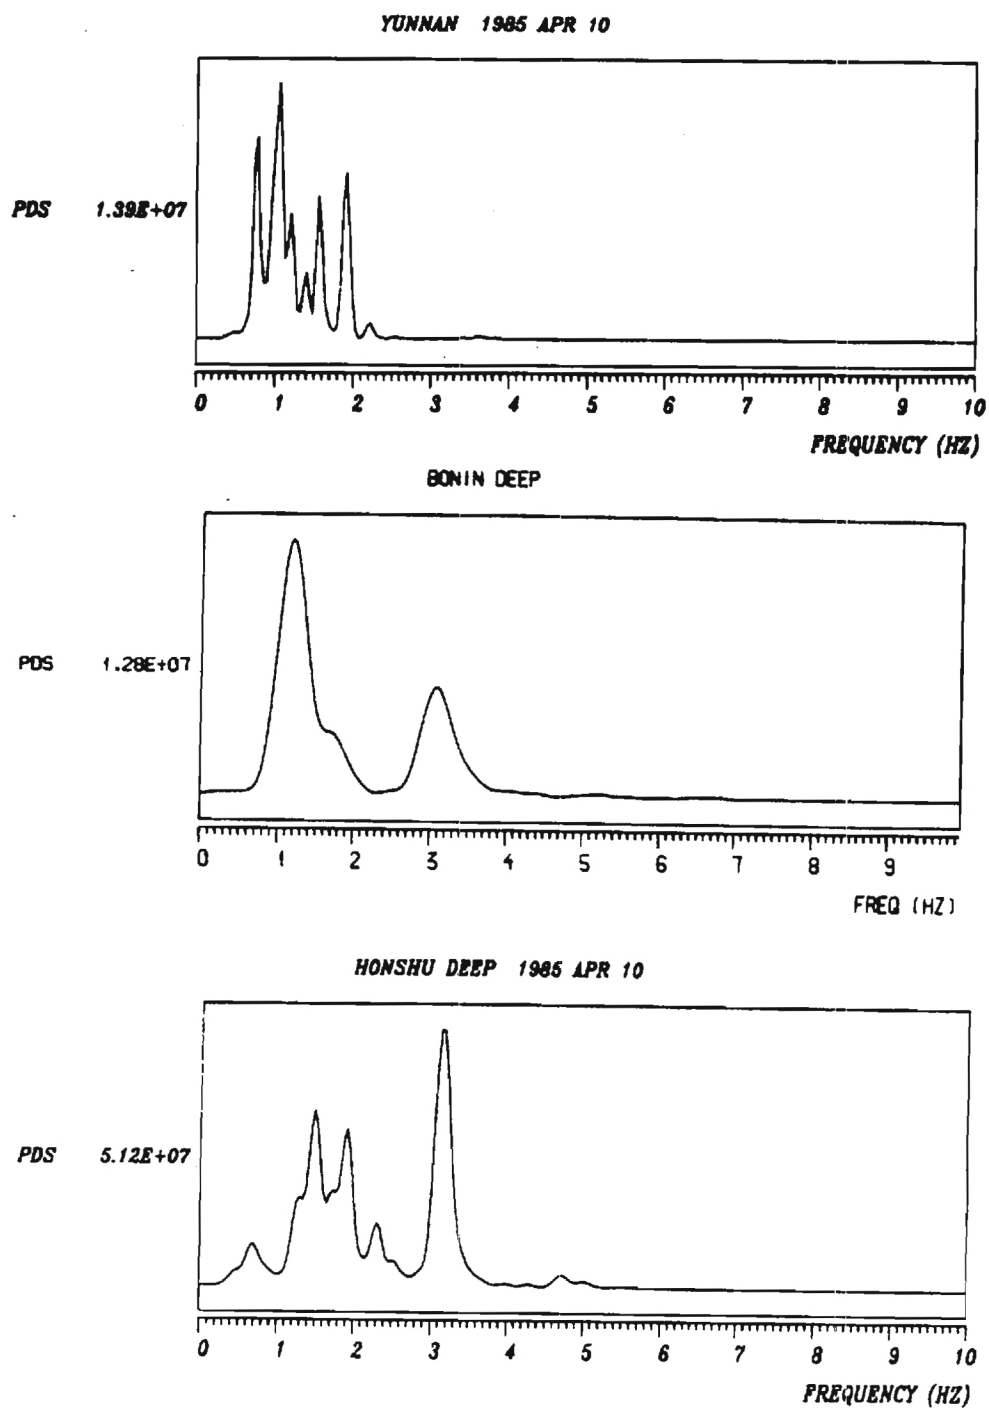 YUNNAN 1985 APR 10
PDS 1.39E+07
0 1 2 3 4 5 6 7 8 9 10
FREQUENCY (HZ)
BONIN DEEP
PDS 1.28E+07
0 1 2 3 4 5 6 7 8 9
FREQ (HZ)
HONSHU DEEP 1985 APR 10
PDS 5.12E+07
0 1 2 3 4 5 6 7 8 9 10
FREQUENCY (HZ)